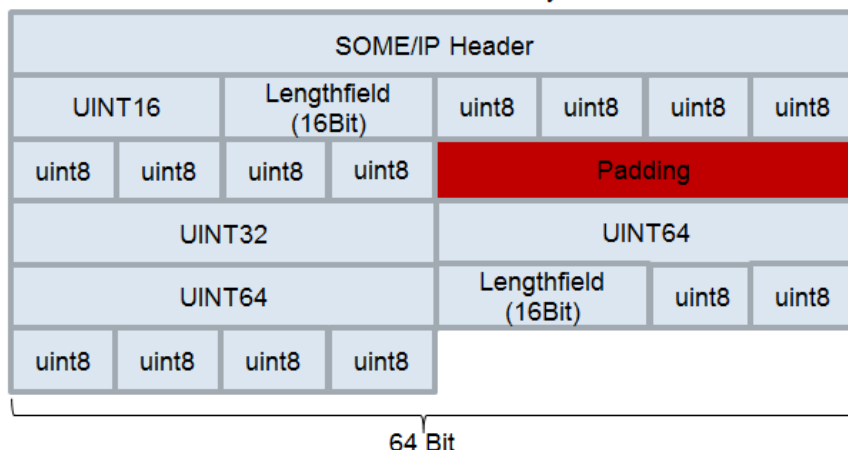 SOME/IP Header
UINT16 Lengthfield (16Bit) uint8 uint8 uint8 uint8
uint8 uint8 uint8 uint8 Padding
UINT32 UINT64
UINT64 Lengthfield (16Bit) uint8 uint8
uint8 uint8 uint8 uint8
64 Bit